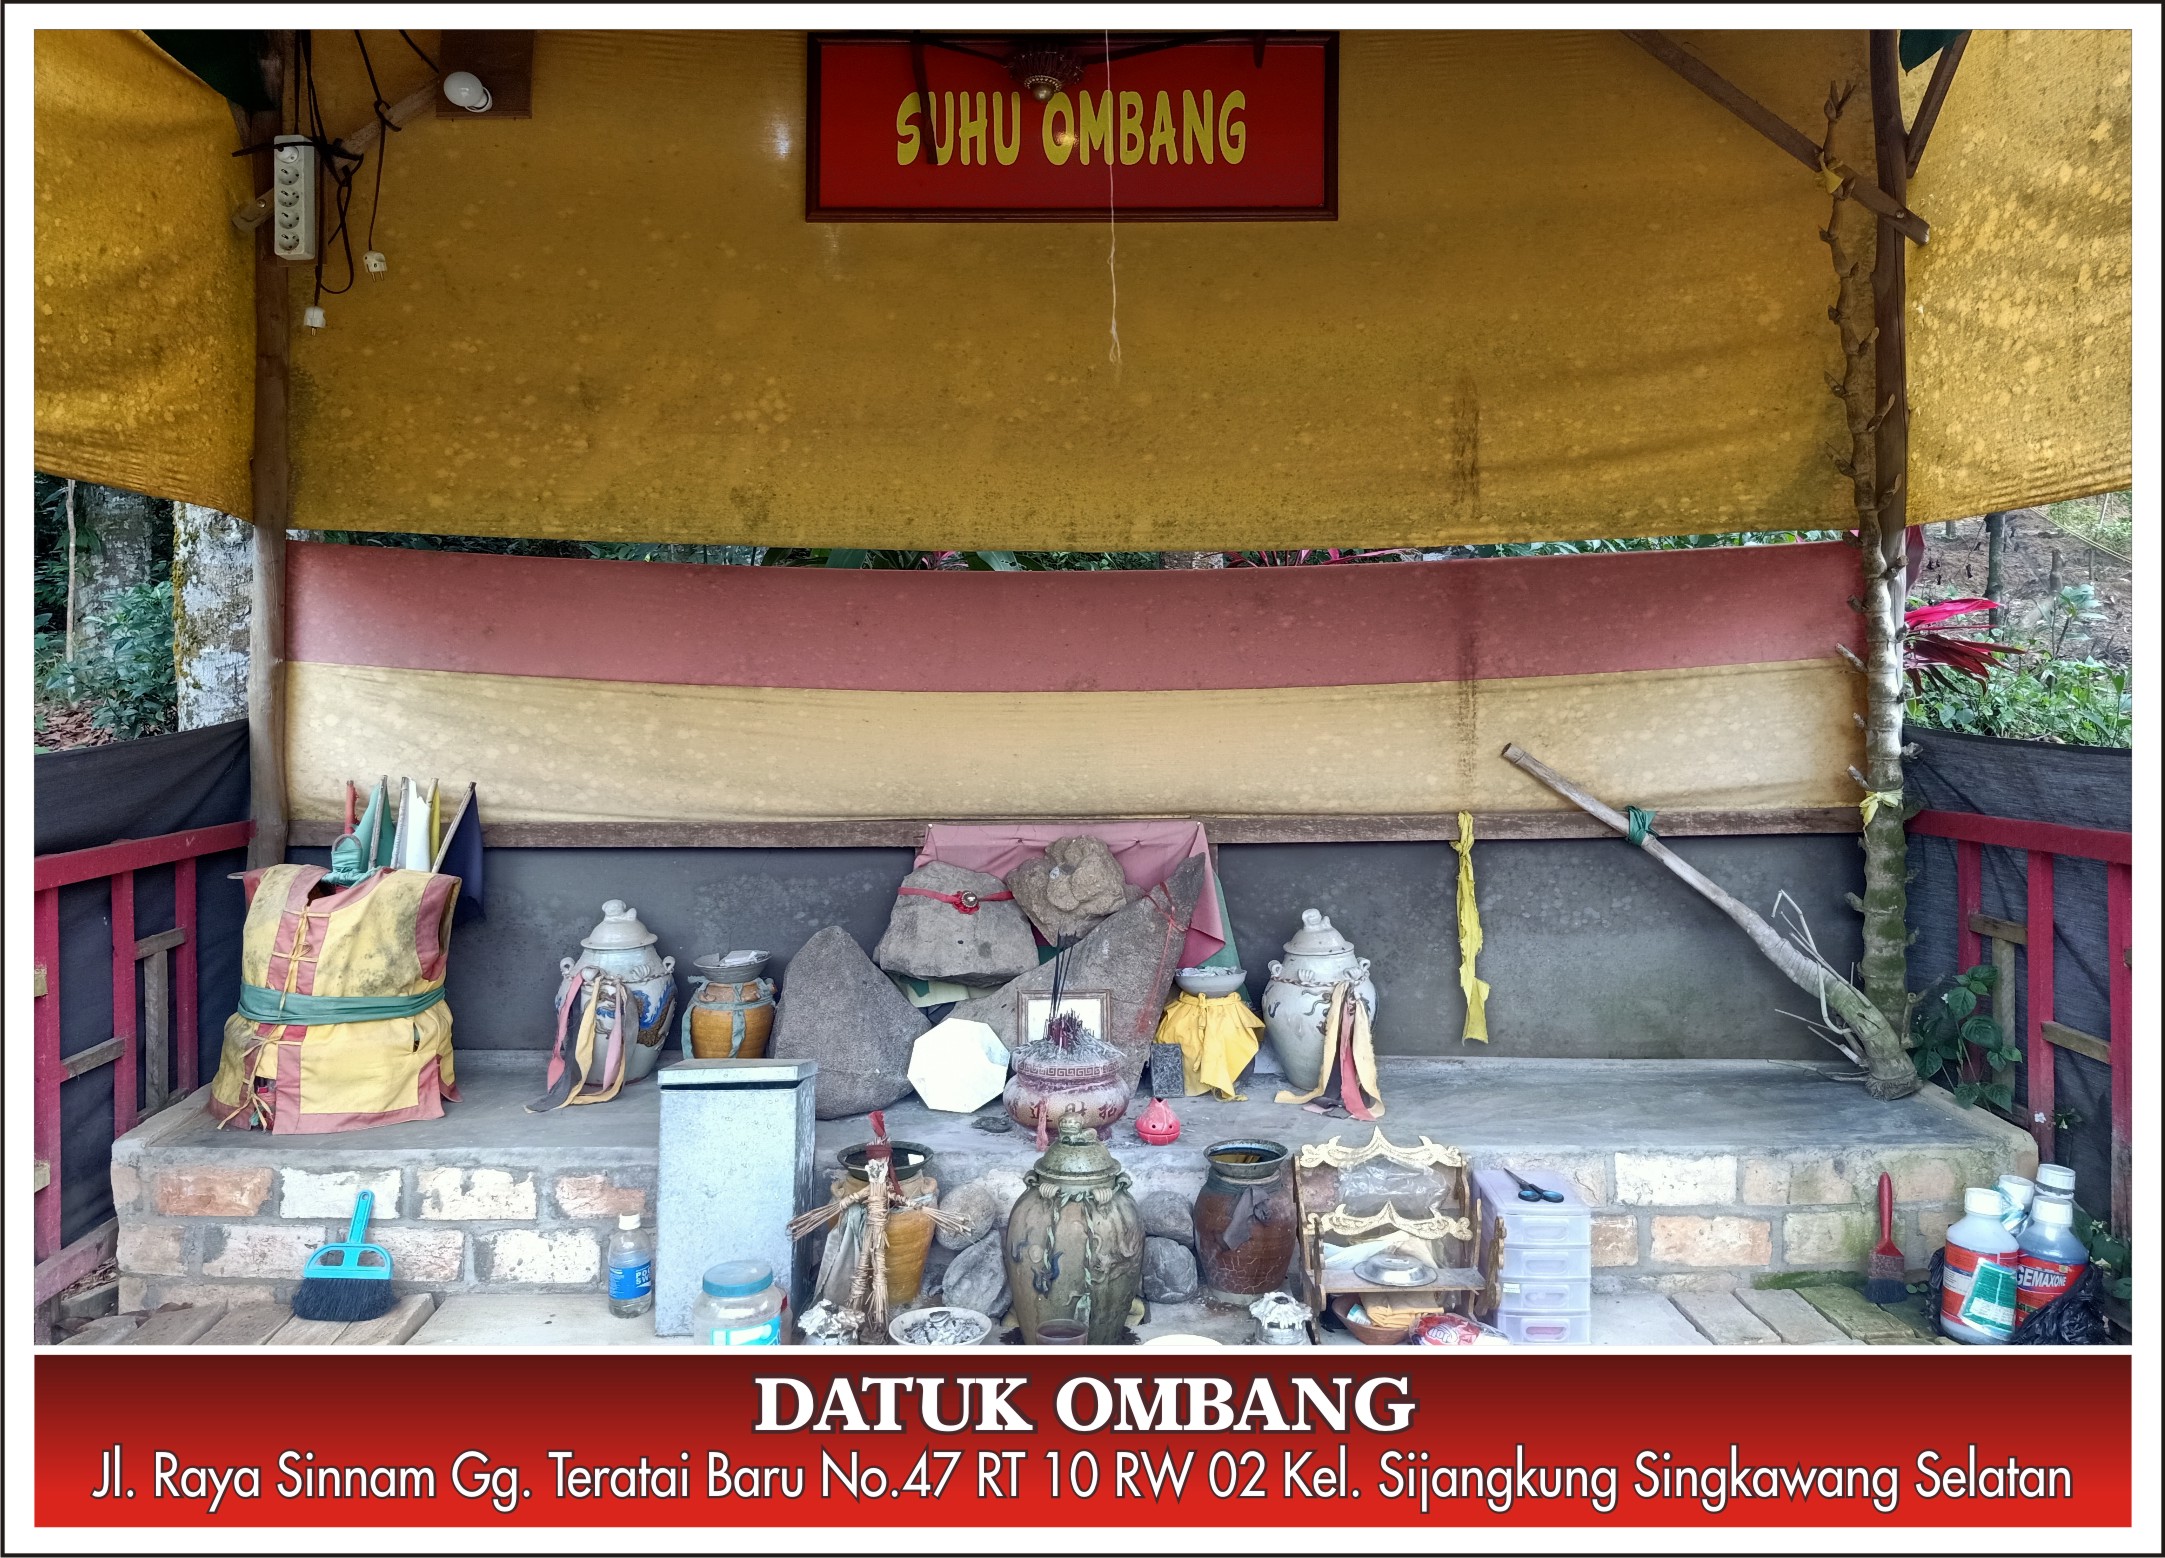 SUHU OMBANG
GEMAXONE
DATUK OMBANG
Jl. Raya Sinnam Gg. Teratai Baru No.47 RT 10 RW 02 Kel. Sijangkung Singkawang Selatan